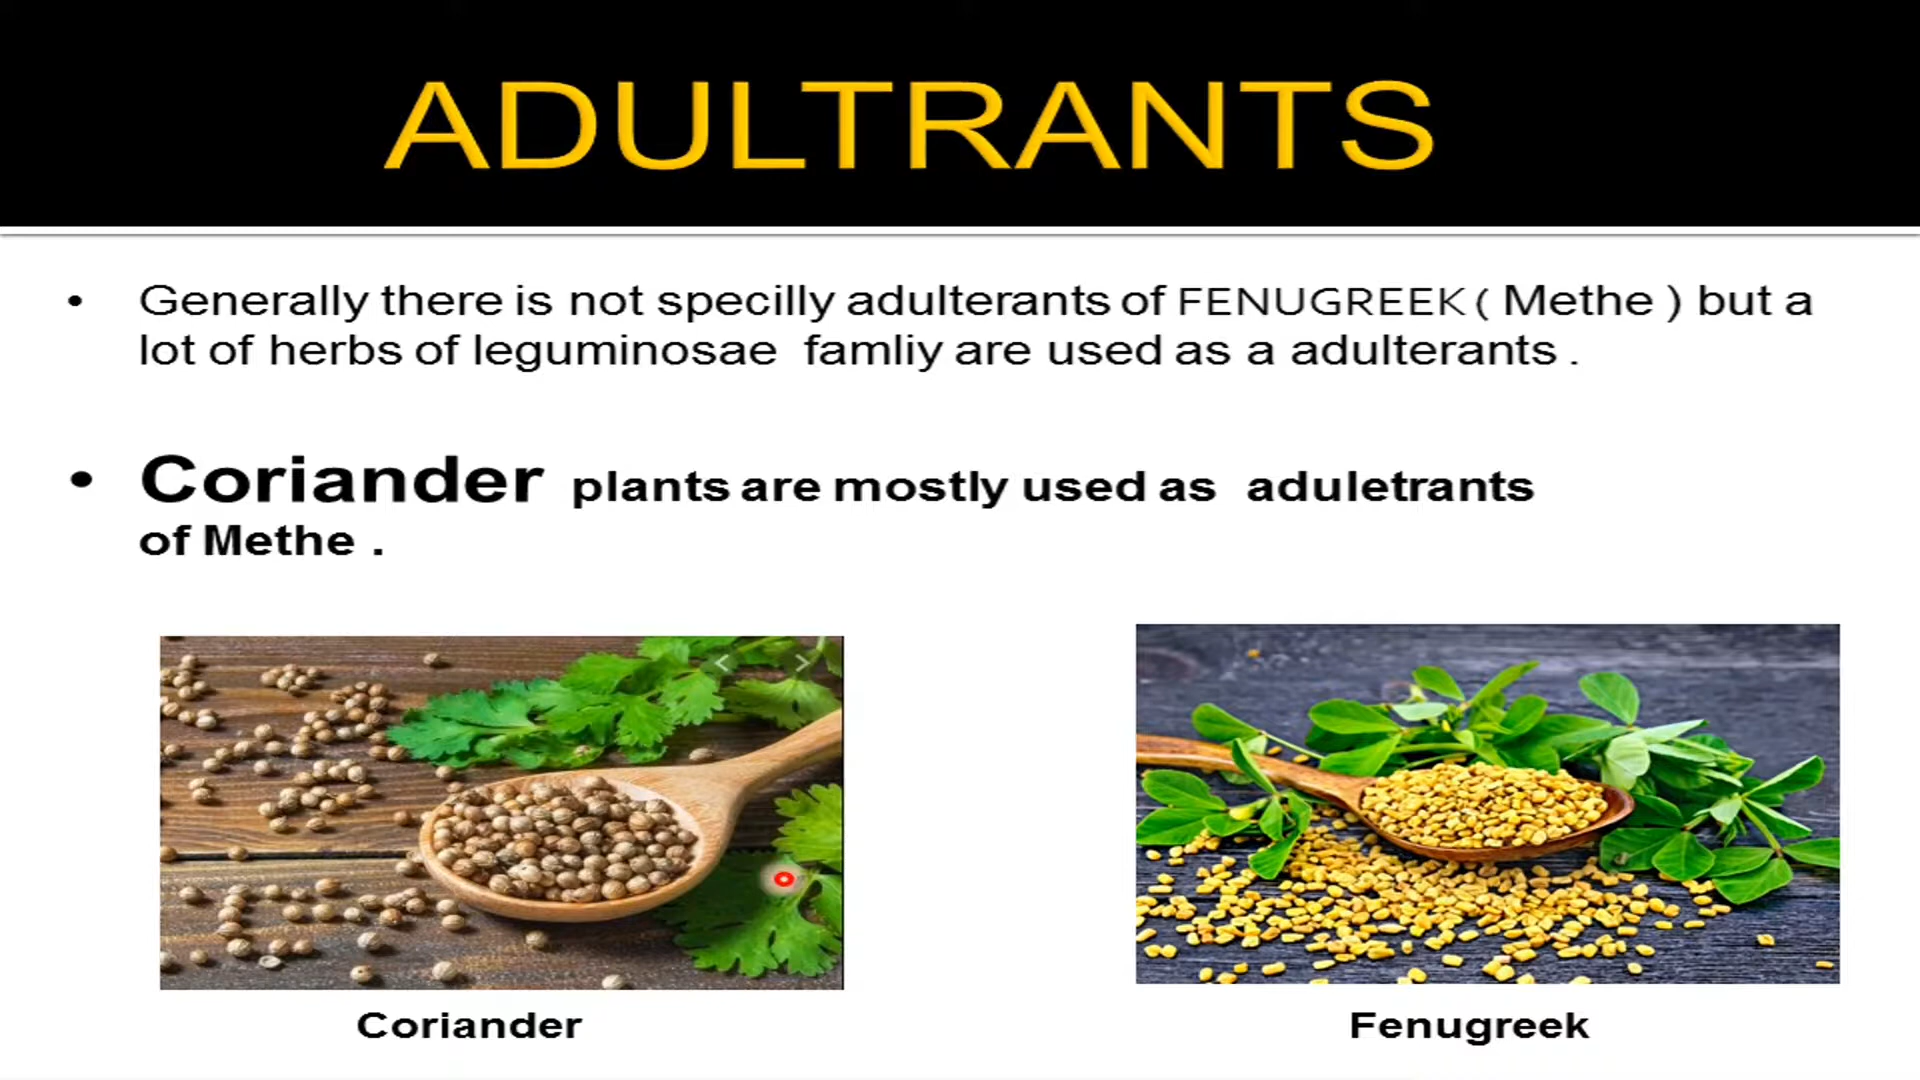 ADULTRANTS
• Generally there is not specilly adulterants of FENUGREEK ( Methe ) but a
lot of herbs of leguminosae famliy are used as a adulterants .
• Coriander plants are mostly used as aduletrants
of Methe .
Coriander
Fenugreek